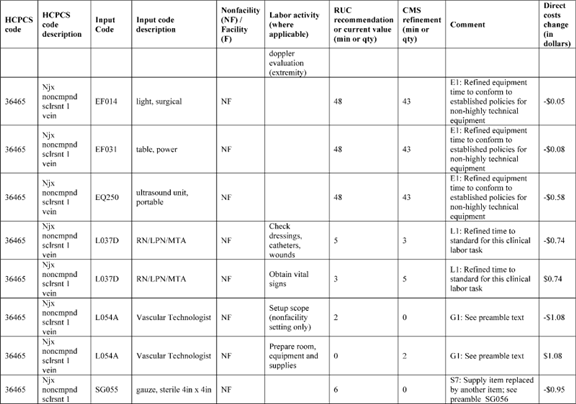 HCPCS code | HCPCS code description | Input Code | Input code description | Nonfacility (NF) / Facility (F) | Labor activity (where applicable) | RUC recommendation or current value (min or qty) | CMS refinement (min or qty) | Comment | Direct costs change (in dollars)
doppler evaluation (extremity)
36465 | Njx noncmpnd sclrsnt 1 vein | EF014 | light, surgical | NF | | 48 | 43 | E1: Refined equipment time to conform to established policies for non-highly technical equipment | -$0.05
36465 | Njx noncmpnd sclrsnt 1 vein | EF031 | table, power | NF | | 48 | 43 | E1: Refined equipment time to conform to established policies for non-highly technical equipment | -$0.08
36465 | Njx noncmpnd sclrsnt 1 vein | EQ250 | ultrasound unit, portable | NF | | 48 | 43 | E1: Refined equipment time to conform to established policies for non-highly technical equipment | -$0.58
36465 | Njx noncmpnd sclrsnt 1 vein | L037D | RN/LPN/MTA | NF | Check dressings, catheters, wounds | 5 | 3 | L1: Refined time to standard for this clinical labor task | -$0.74
36465 | Njx noncmpnd sclrsnt 1 vein | L037D | RN/LPN/MTA | NF | Obtain vital signs | 3 | 5 | L1: Refined time to standard for this clinical labor task | $0.74
36465 | Njx noncmpnd sclrsnt 1 vein | L054A | Vascular Technologist | NF | Setup scope (nonfacility setting only) | 2 | 0 | G1: See preamble text | -$1.08
36465 | Njx noncmpnd sclrsnt 1 vein | L054A | Vascular Technologist | NF | Prepare room, equipment and supplies | 0 | 2 | G1: See preamble text | $1.08
36465 | Njx noncmpnd sclrsnt 1 | SG055 | gauze, sterile 4in x 4in | NF | | 6 | 0 | S7: Supply item replaced by another item; see preamble SG056 | -$0.95